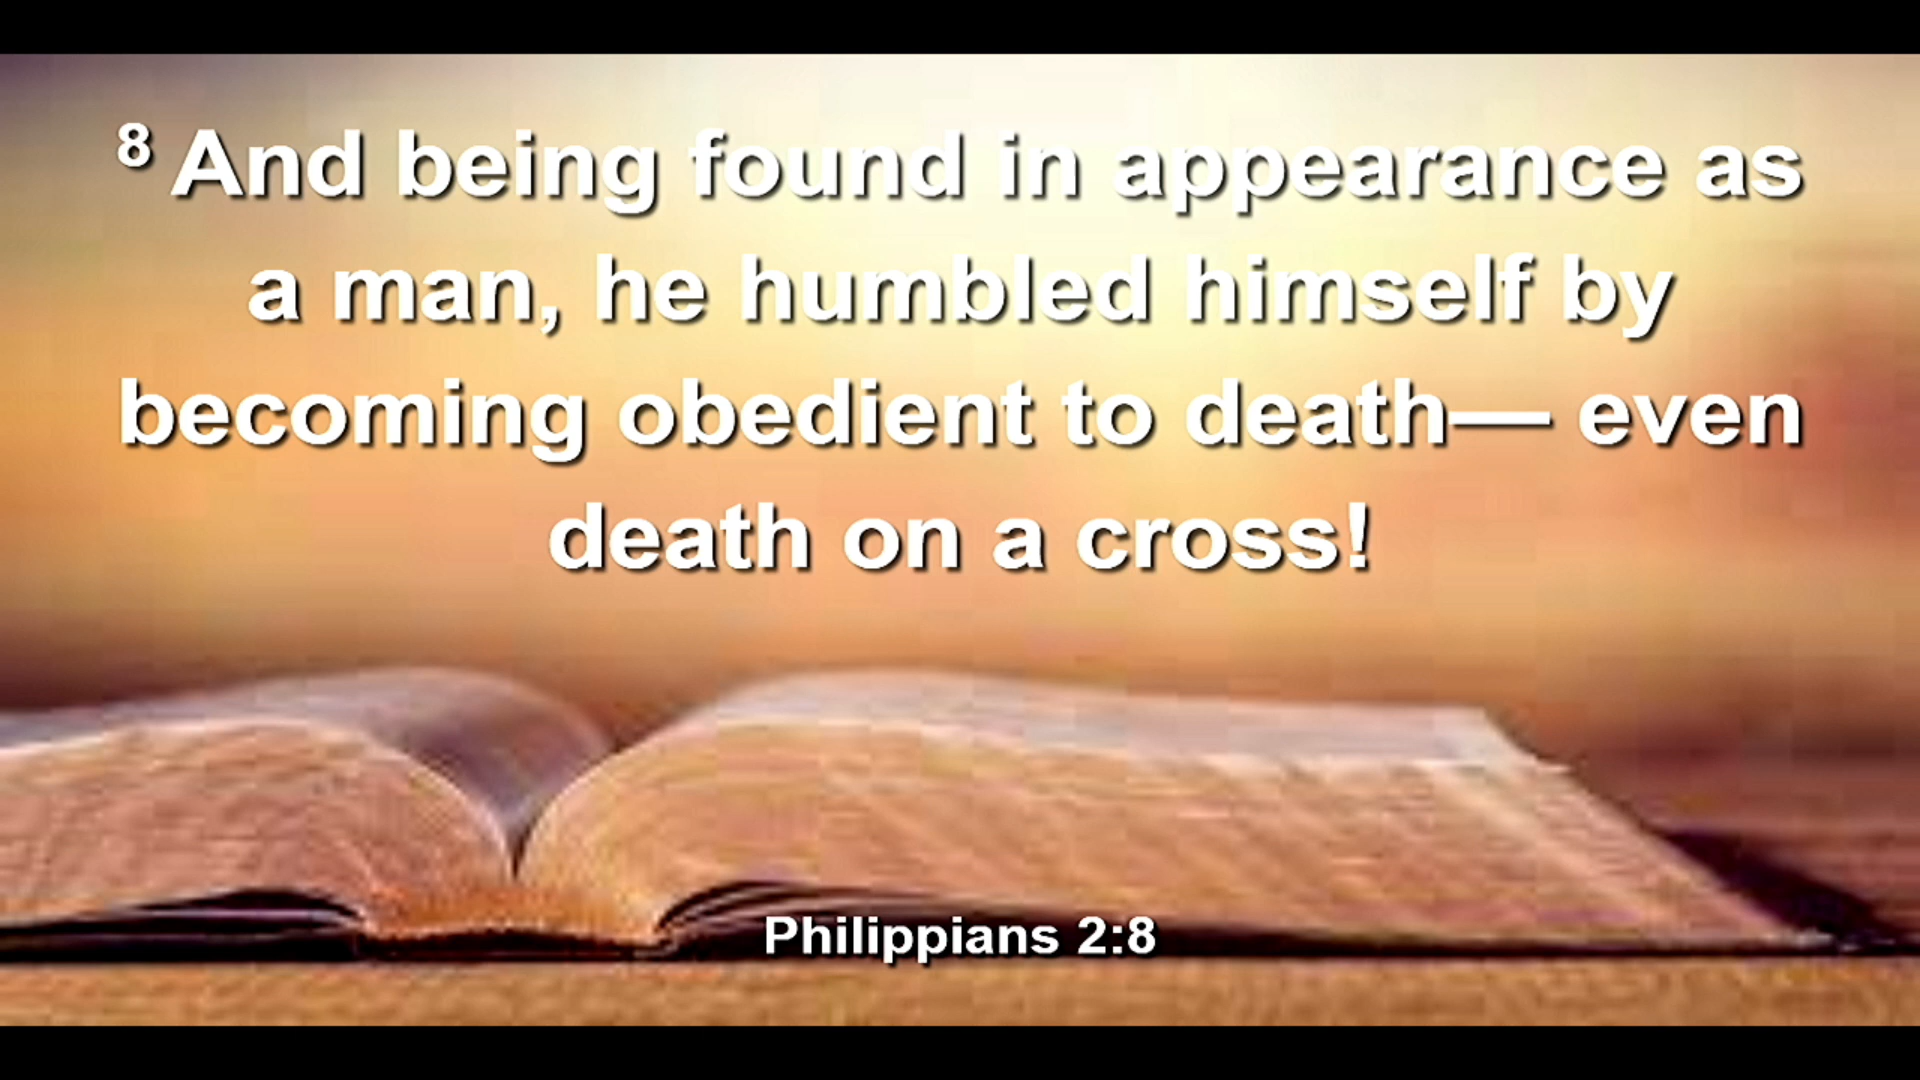 8 And being found in appearance as
a man, he humbled himself by
becoming obedient to death— even
death on a cross!
Philippians 2:8